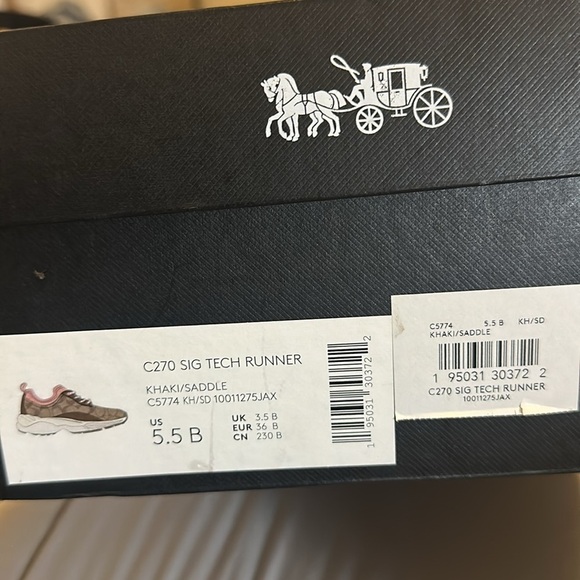 C270 SIG TECH RUNNER
KHAKI/SADDLE
C5774 KH/SD 10011275JAX
US
5.5 B
UK 3.5 B
EUR 36 B
CN 230 B
1 95031 30372 2
C5774 5.5 B KH/SD
KHAKI/SADDLE
1 95031 30372 2
C270 SIG TECH RUNNER
10011275JAX